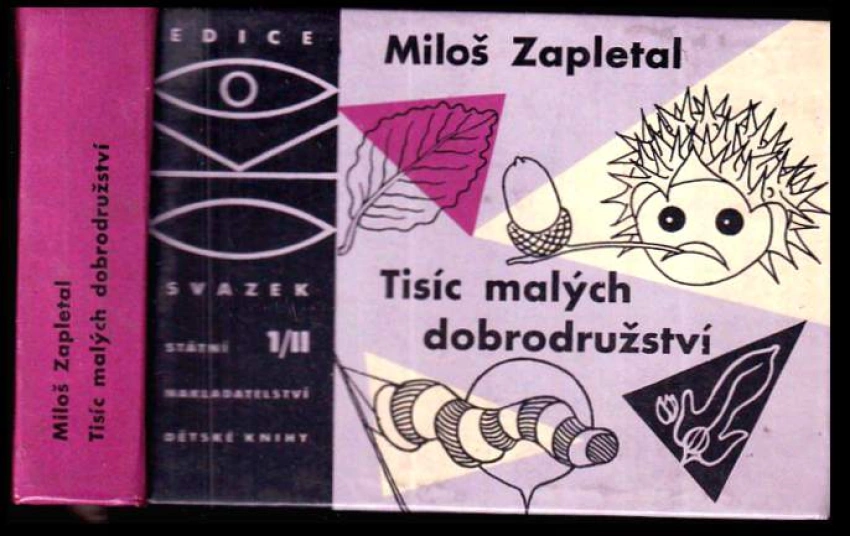 Miloš Zapletal
Tisíc malých dobrodružství
EDICE
SVAZEK
1/II
STÁTNÍ
NAKLADATELSTVÍ
DĚTSKÉ KNIHY
Miloš Zapletal
Tisíc malých
dobrodružství